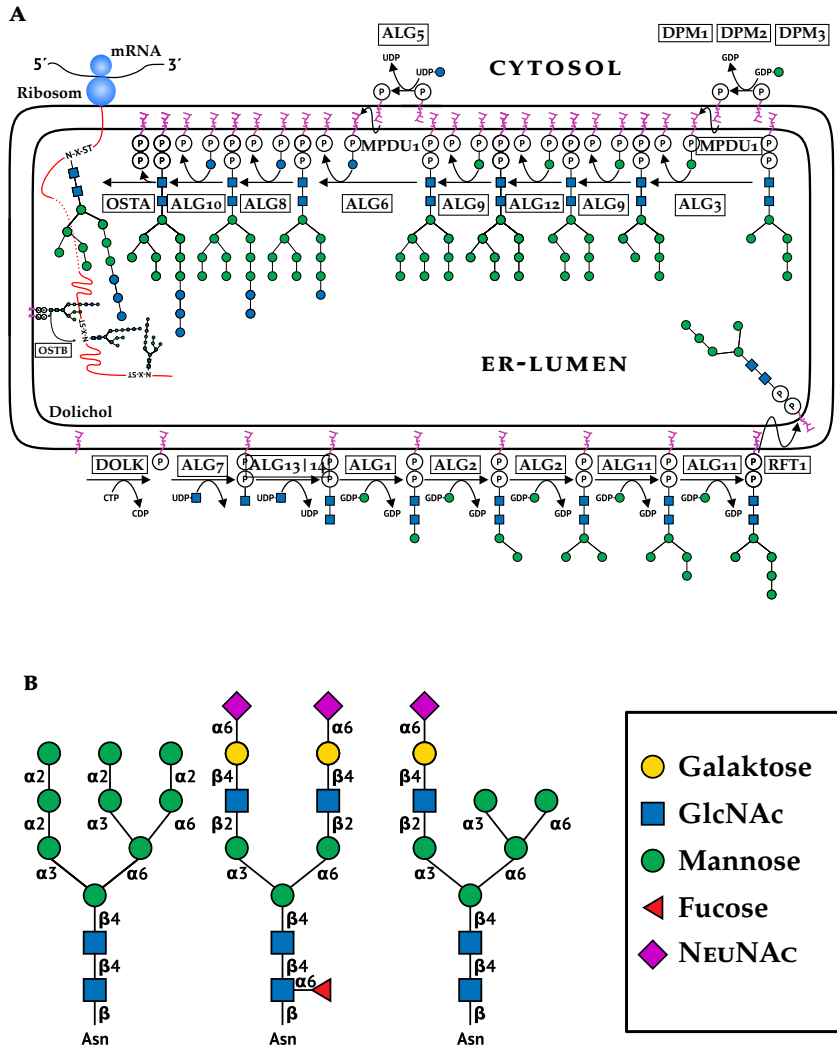 A
mRNA
5´ 3´
Ribosom
ALG5
UDP
UDP
CYTOSOL
DPM1 DPM2 DPM3
GDP
GDP
P P P P
N-X-ST
P P P P P P P P P P P P P P P P P
MPDU1 MPDU1
P P P P P P P P P
OSTA ALG10 ALG8 ALG6 ALG9 ALG12 ALG9 ALG3
OSTB
N-X-ST
N-X-ST
ER-LUMEN
P
P
Dolichol
DOLK P ALG7 P ALG13|14 P ALG1 P ALG2 P ALG2 P ALG11 P ALG11 P RFT1
P P P P P P P
CTP UDP UDP GDP GDP GDP GDP GDP
CDP UDP GDP GDP GDP GDP GDP
B
α6 α6 α6
β4 β4 β4
α2 α2 α2
β2 β2
α2 α3 α6 α3 α6
α3 α6 α3 α6 α3 α6
β4 β4 β4
β4 β4 β4
α6
β β β
Asn Asn Asn
Galaktose
GlcNAc
Mannose
Fucose
NeuNAc